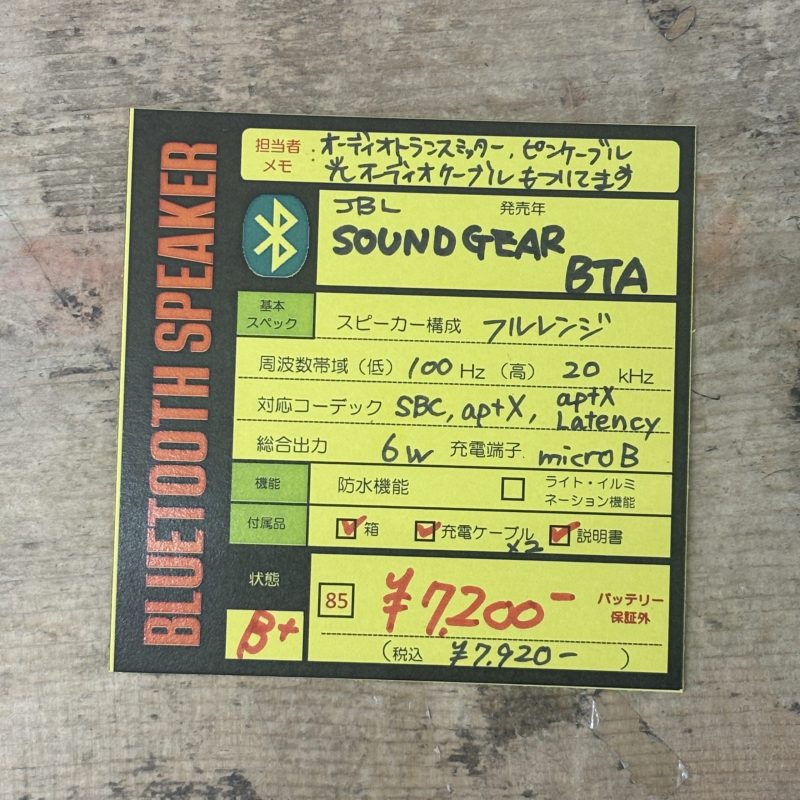 BLUETOOTH SPEAKER
担当者メモ : オーディオトランスミッター, ピンケーブル
光オーディオケーブルもついてます
JBL 発売年
SOUNDGEAR
BTA
基本スペック スピーカー構成 フルレンジ
周波数帯域（低）100 Hz（高）20 kHz
対応コーデック SBC, aptX, aptX Latency
総合出力 6W 充電端子 microB
機能 防水機能 ライト・イルミネーション機能
付属品 箱 充電ケーブル x2 説明書
状態 85 ¥7,200- バッテリー保証外
B+
（税込 ¥7,920- ）